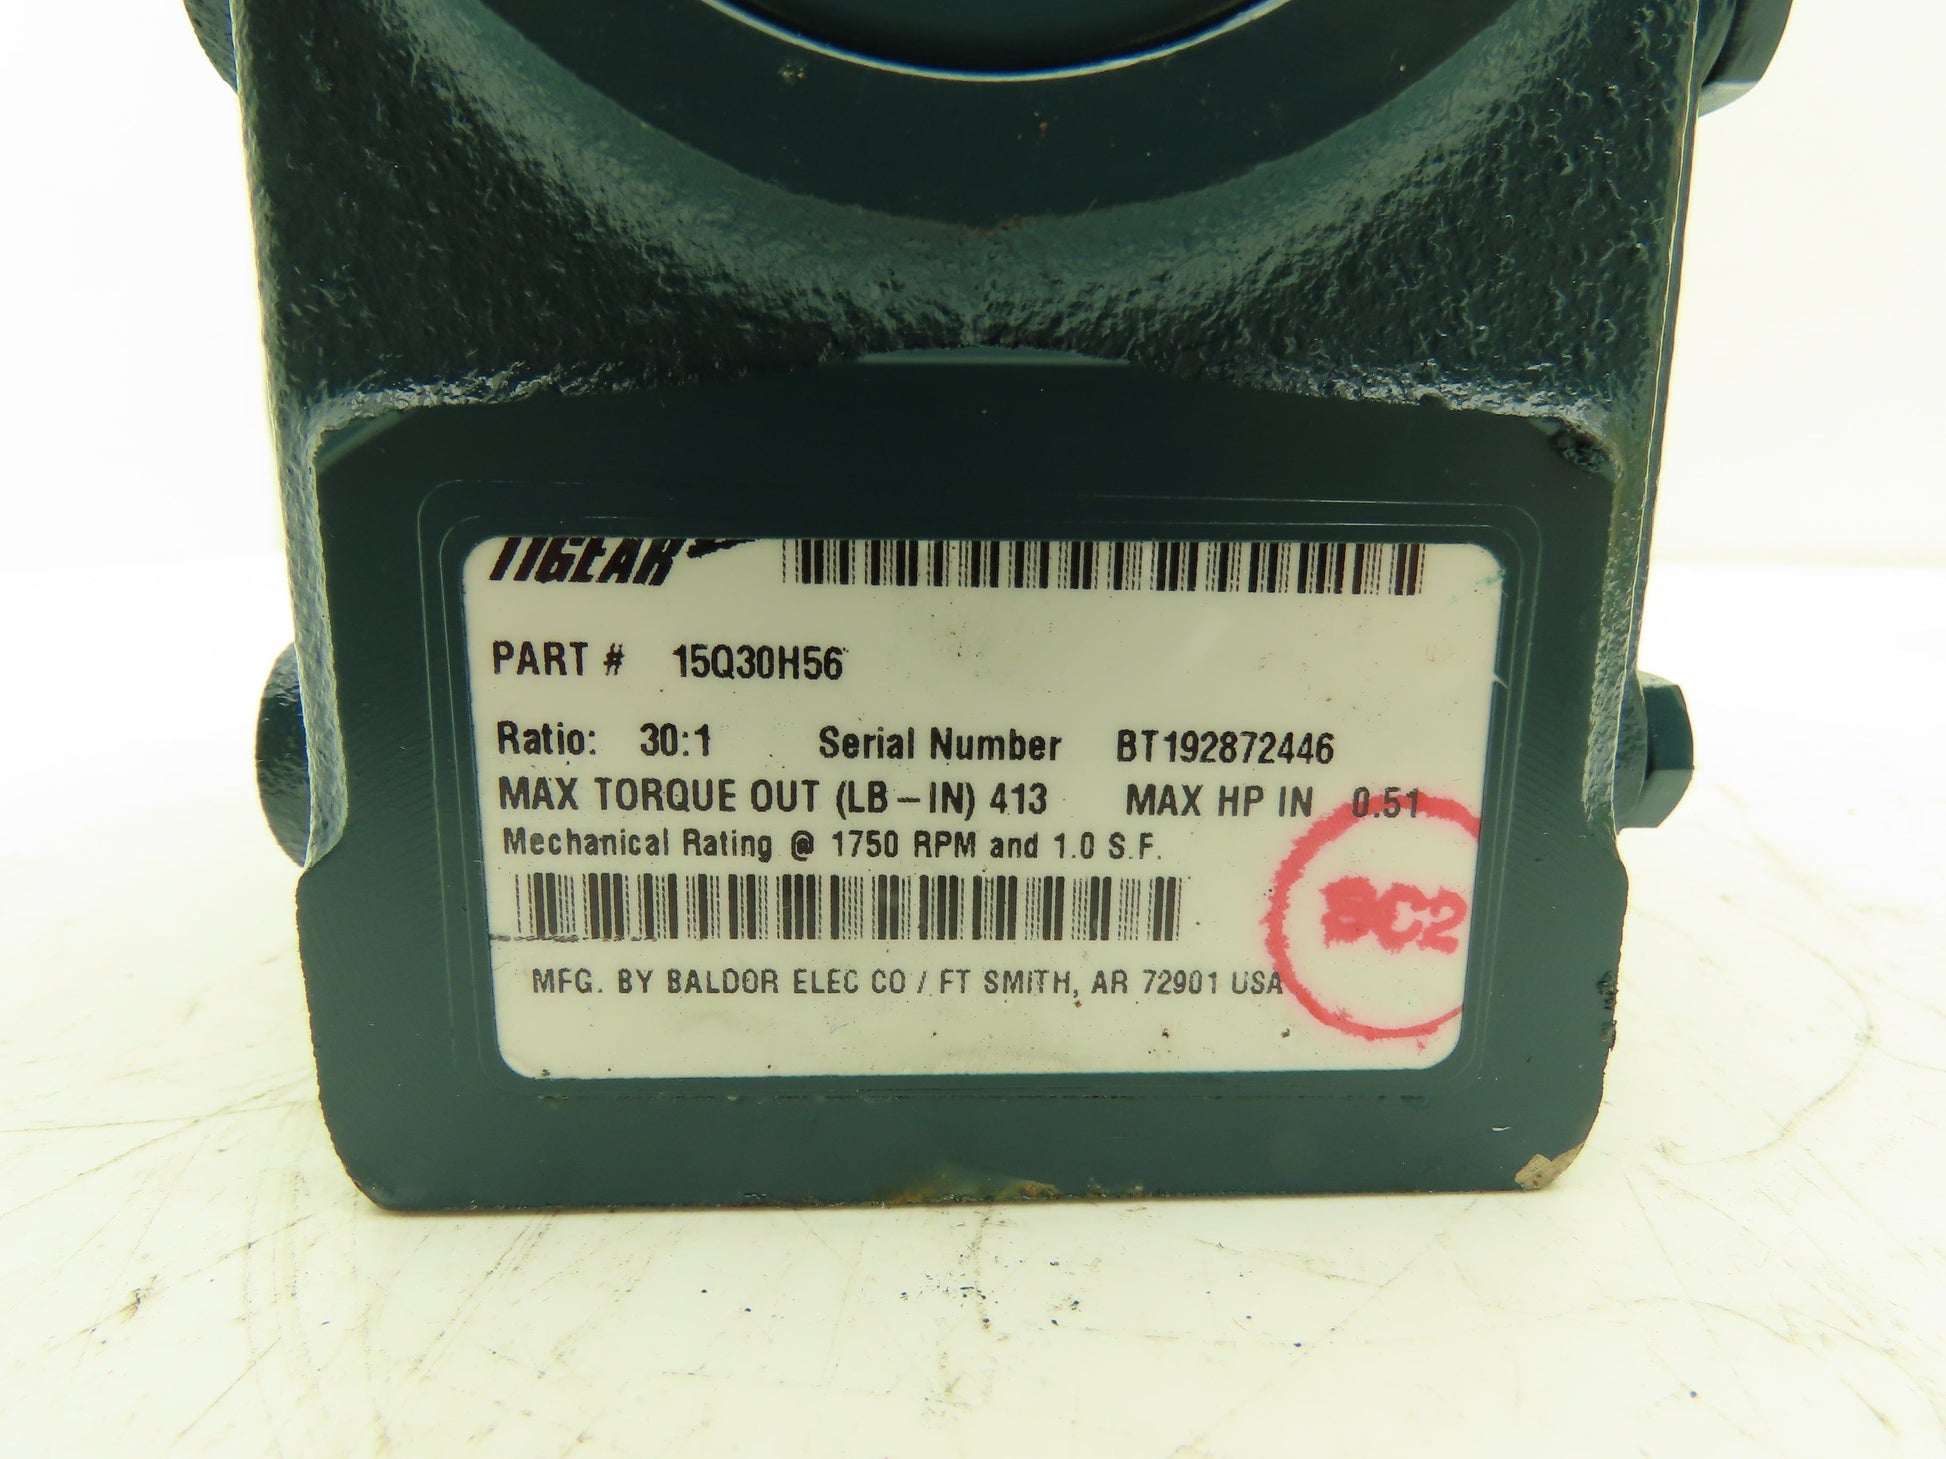 TIGEAR
PART # 15Q30H56
Ratio: 30:1 Serial Number BT192872446
MAX TORQUE OUT (LB-IN) 413 MAX HP IN 0.51
Mechanical Rating @ 1750 RPM and 1.0 S.F.
SC2
MFG. BY BALDOR ELEC CO / FT SMITH, AR 72901 USA